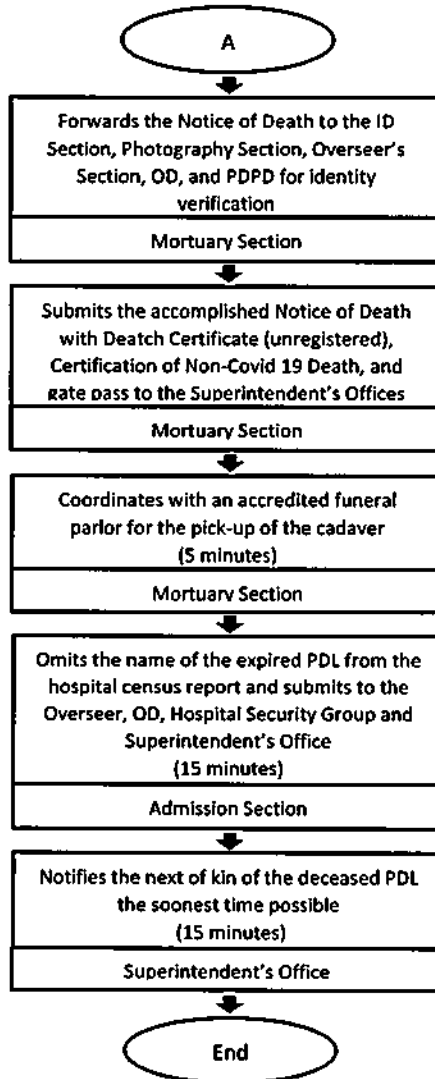 A
Forwards the Notice of Death to the ID
Section, Photography Section, Overseer's
Section, OD, and PDPD for identity
verification
Mortuary Section
Submits the accomplished Notice of Death
with Deatch Certificate (unregistered),
Certification of Non-Covid 19 Death, and
gate pass to the Superintendent's Offices
Mortuary Section
Coordinates with an accredited funeral
parlor for the pick-up of the cadaver
(5 minutes)
Mortuary Section
Omits the name of the expired PDL from the
hospital census report and submits to the
Overseer, OD, Hospital Security Group and
Superintendent's Office
(15 minutes)
Admission Section
Notifies the next of kin of the deceased PDL
the soonest time possible
(15 minutes)
Superintendent's Office
End